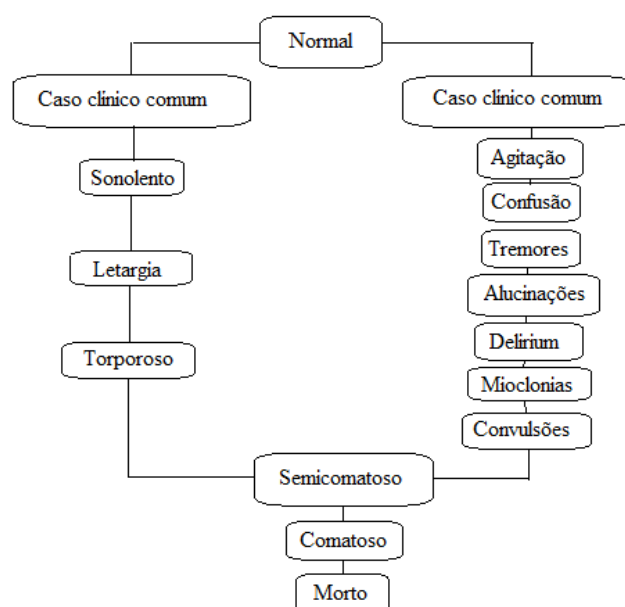 Normal
Caso clínico comum
Caso clínico comum
Sonolento
Letargia
Torporoso
Agitação
Confusão
Tremores
Alucinações
Delirium
Mioclonias
Convulsões
Semicomatoso
Comatoso
Morto